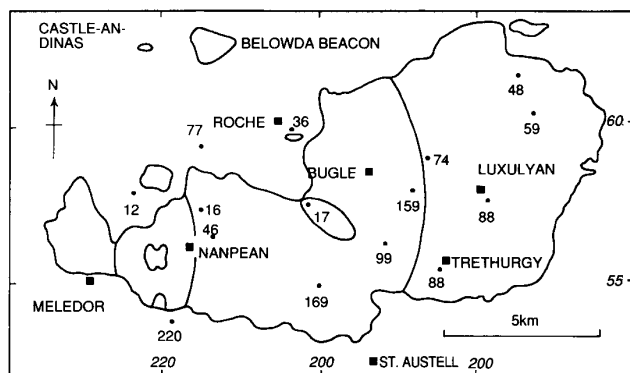 CASTLE-AN-
DINAS
BELOWDA BEACON
N
48
ROCHE
36
60
77
59
74
BUGLE
LUXULYAN
12
16
17
159
88
46
NANPEAN
99
TRETHURGY
88
55
MELEDOR
169
5km
220
ST. AUSTELL
220
200
200